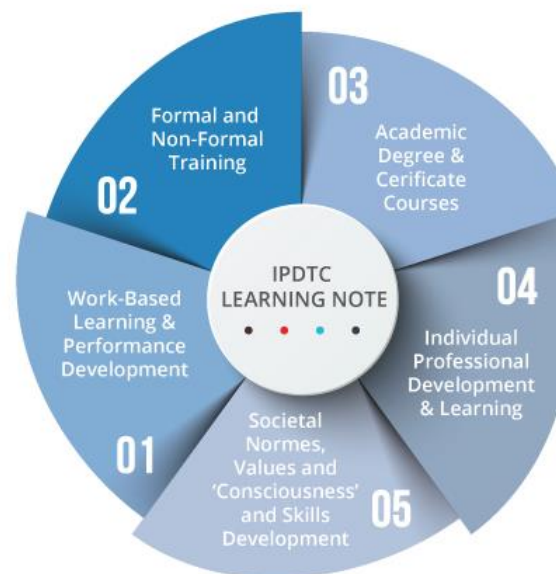 03
Formal and
Non-Formal
Training
02
Academic
Degree &
Cerificate
Courses
IPDTC
LEARNING NOTE
04
Individual
Professional
Development
& Learning
Work-Based
Learning &
Performance
Development
01
Societal
Normes,
Values and
‘Consciousness’
and Skills
Development
05